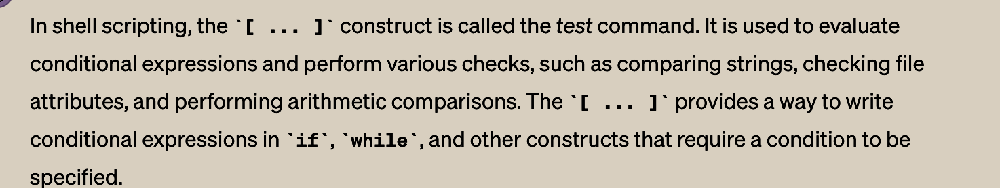 In shell scripting, the `[ ... ]` construct is called the test command. It is used to evaluate
conditional expressions and perform various checks, such as comparing strings, checking file
attributes, and performing arithmetic comparisons. The `[ ... ]` provides a way to write
conditional expressions in `if`, `while`, and other constructs that require a condition to be
specified.